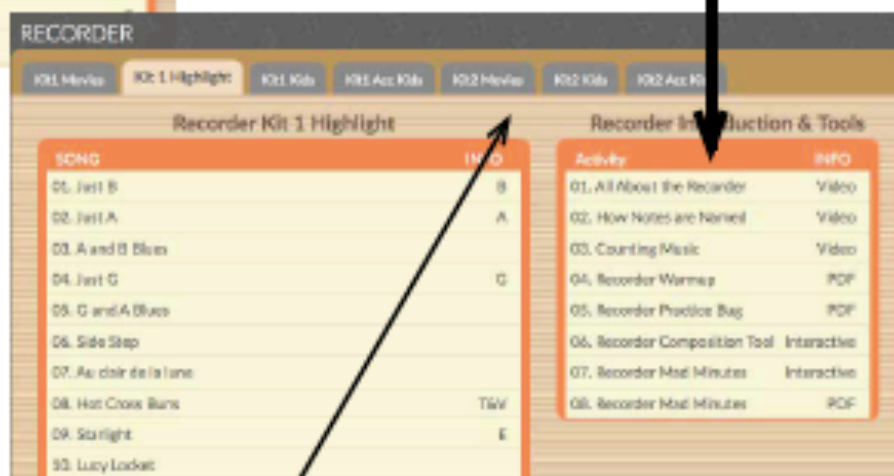 RECORDER
Kit1 Movies Kit 1 Highlight Kit1 Kids Kit1 Acc Kids Kit2 Movies Kit2 Kids Kit2 Acc
Recorder Kit 1 Highlight
SONG
01. Just B B
02. Just A A
03. A and B Blues
04. Just G G
05. G and A Blues
06. Side Step
07. Au clair de la lune
08. Hot Cross Buns T&V
09. Starlight E
10. Lucy Locket
Recorder & Tools
Activity INFO
01. All About the Recorder Video
02. How Notes are Named Video
03. Counting Music Video
04. Recorder Warmup PDF
05. Recorder Practice Bug PDF
06. Recorder Composition Tool Interactive
07. Recorder Mad Minutes Interactive
08. Recorder Mad Minutes PDF